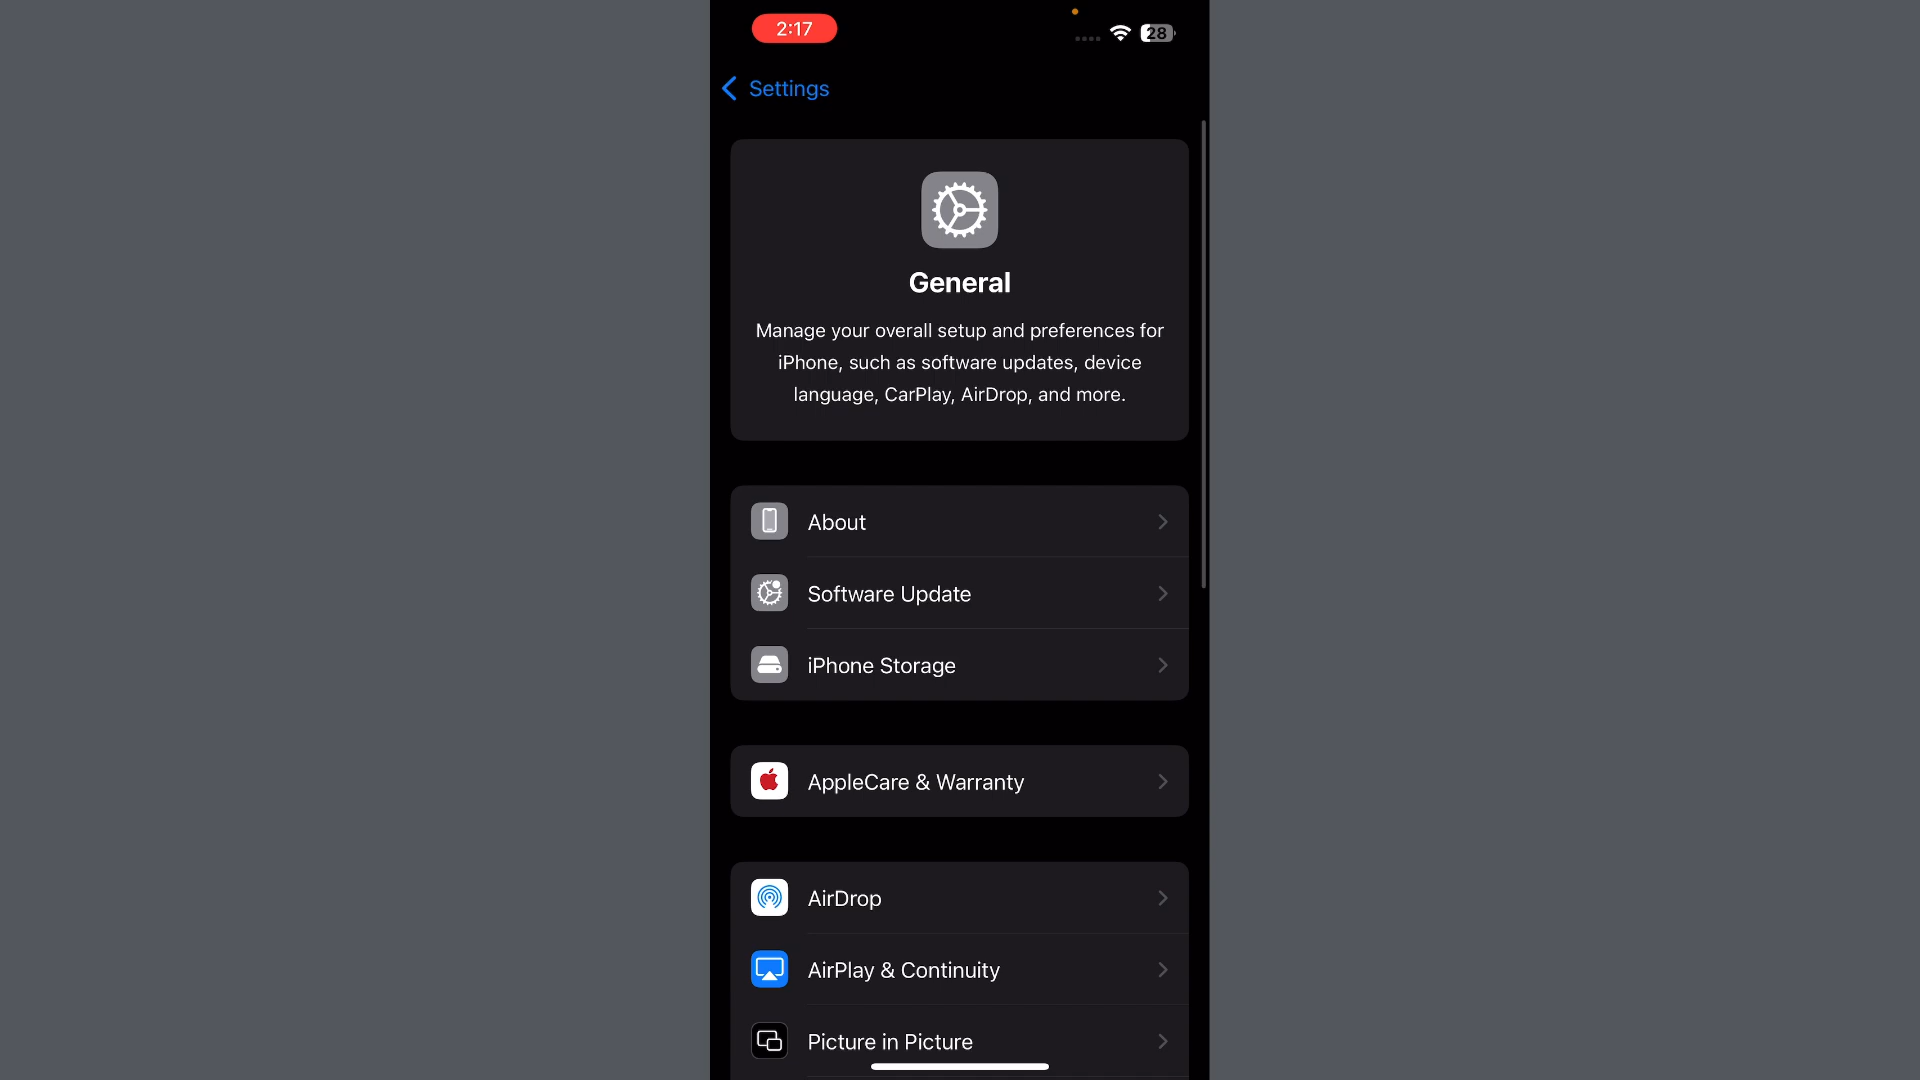 2:17
28
Settings
General
Manage your overall setup and preferences for
iPhone, such as software updates, device
language, CarPlay, AirDrop, and more.
About
Software Update
iPhone Storage
AppleCare & Warranty
AirDrop
AirPlay & Continuity
Picture in Picture